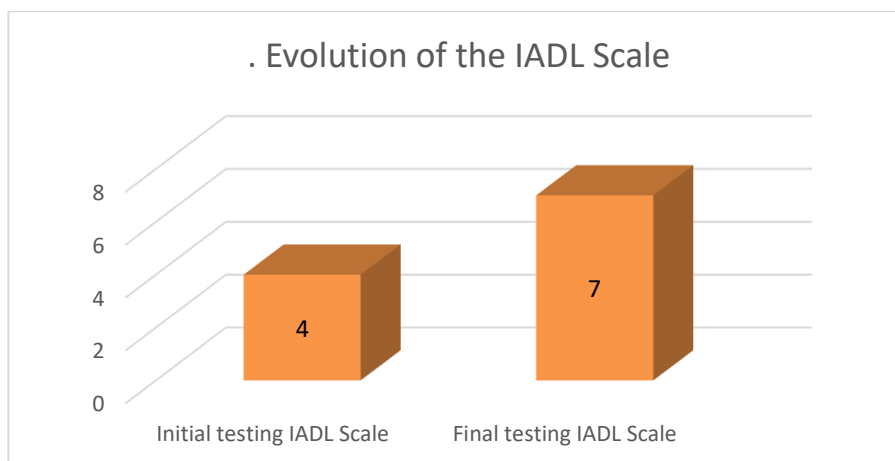 . Evolution of the IADL Scale
8
6
4
2
0
4
7
Initial testing IADL Scale
Final testing IADL Scale